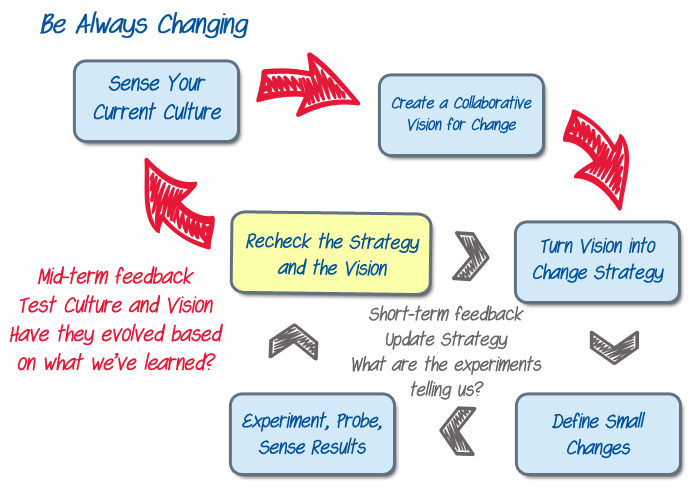 Be Always Changing
Sense Your
Current Culture
Create a Collaborative
Vision for Change
Recheck the Strategy
and the Vision
Turn Vision into
Change Strategy
Mid-term feedback
Test Culture and Vision
Have they evolved based
on what we've learned?
Short-term feedback
Update Strategy
What are the experiments
telling us?
Experiment, Probe,
Sense Results
Define Small
Changes